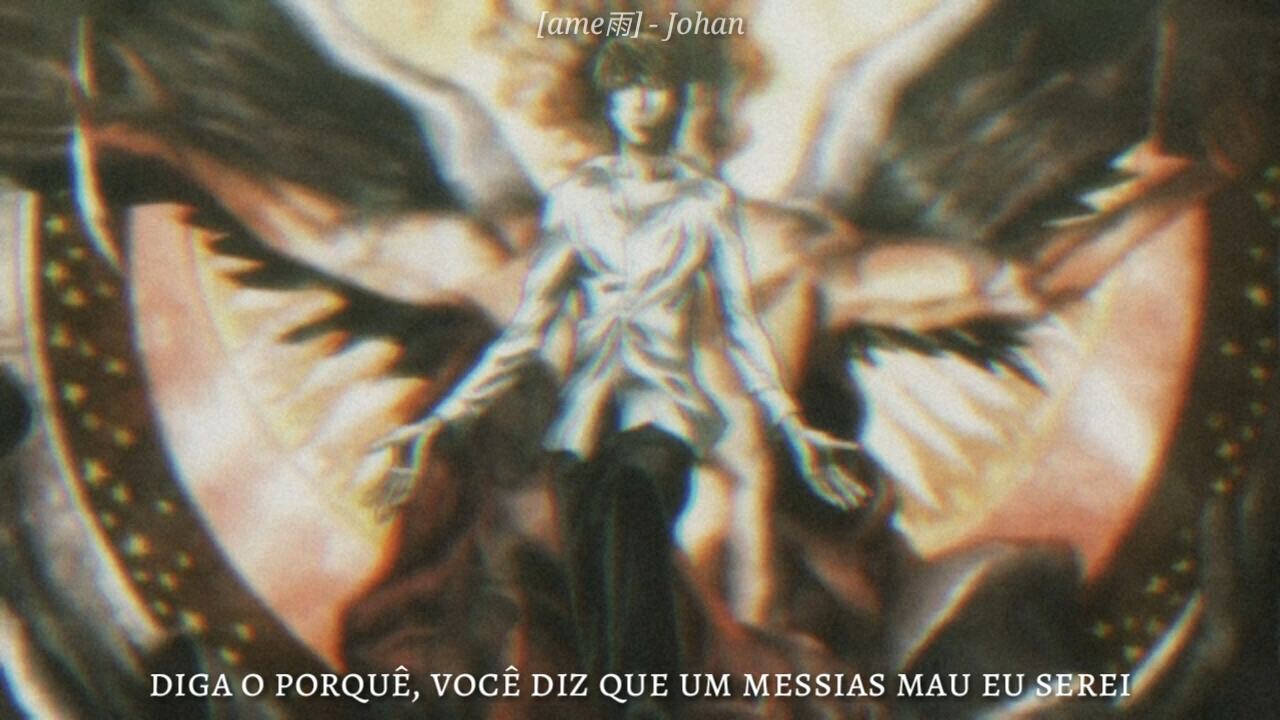 [ame雨] - Johan
DIGA O PORQUÊ, VOCÊ DIZ QUE UM MESSIAS MAU EU SEREI